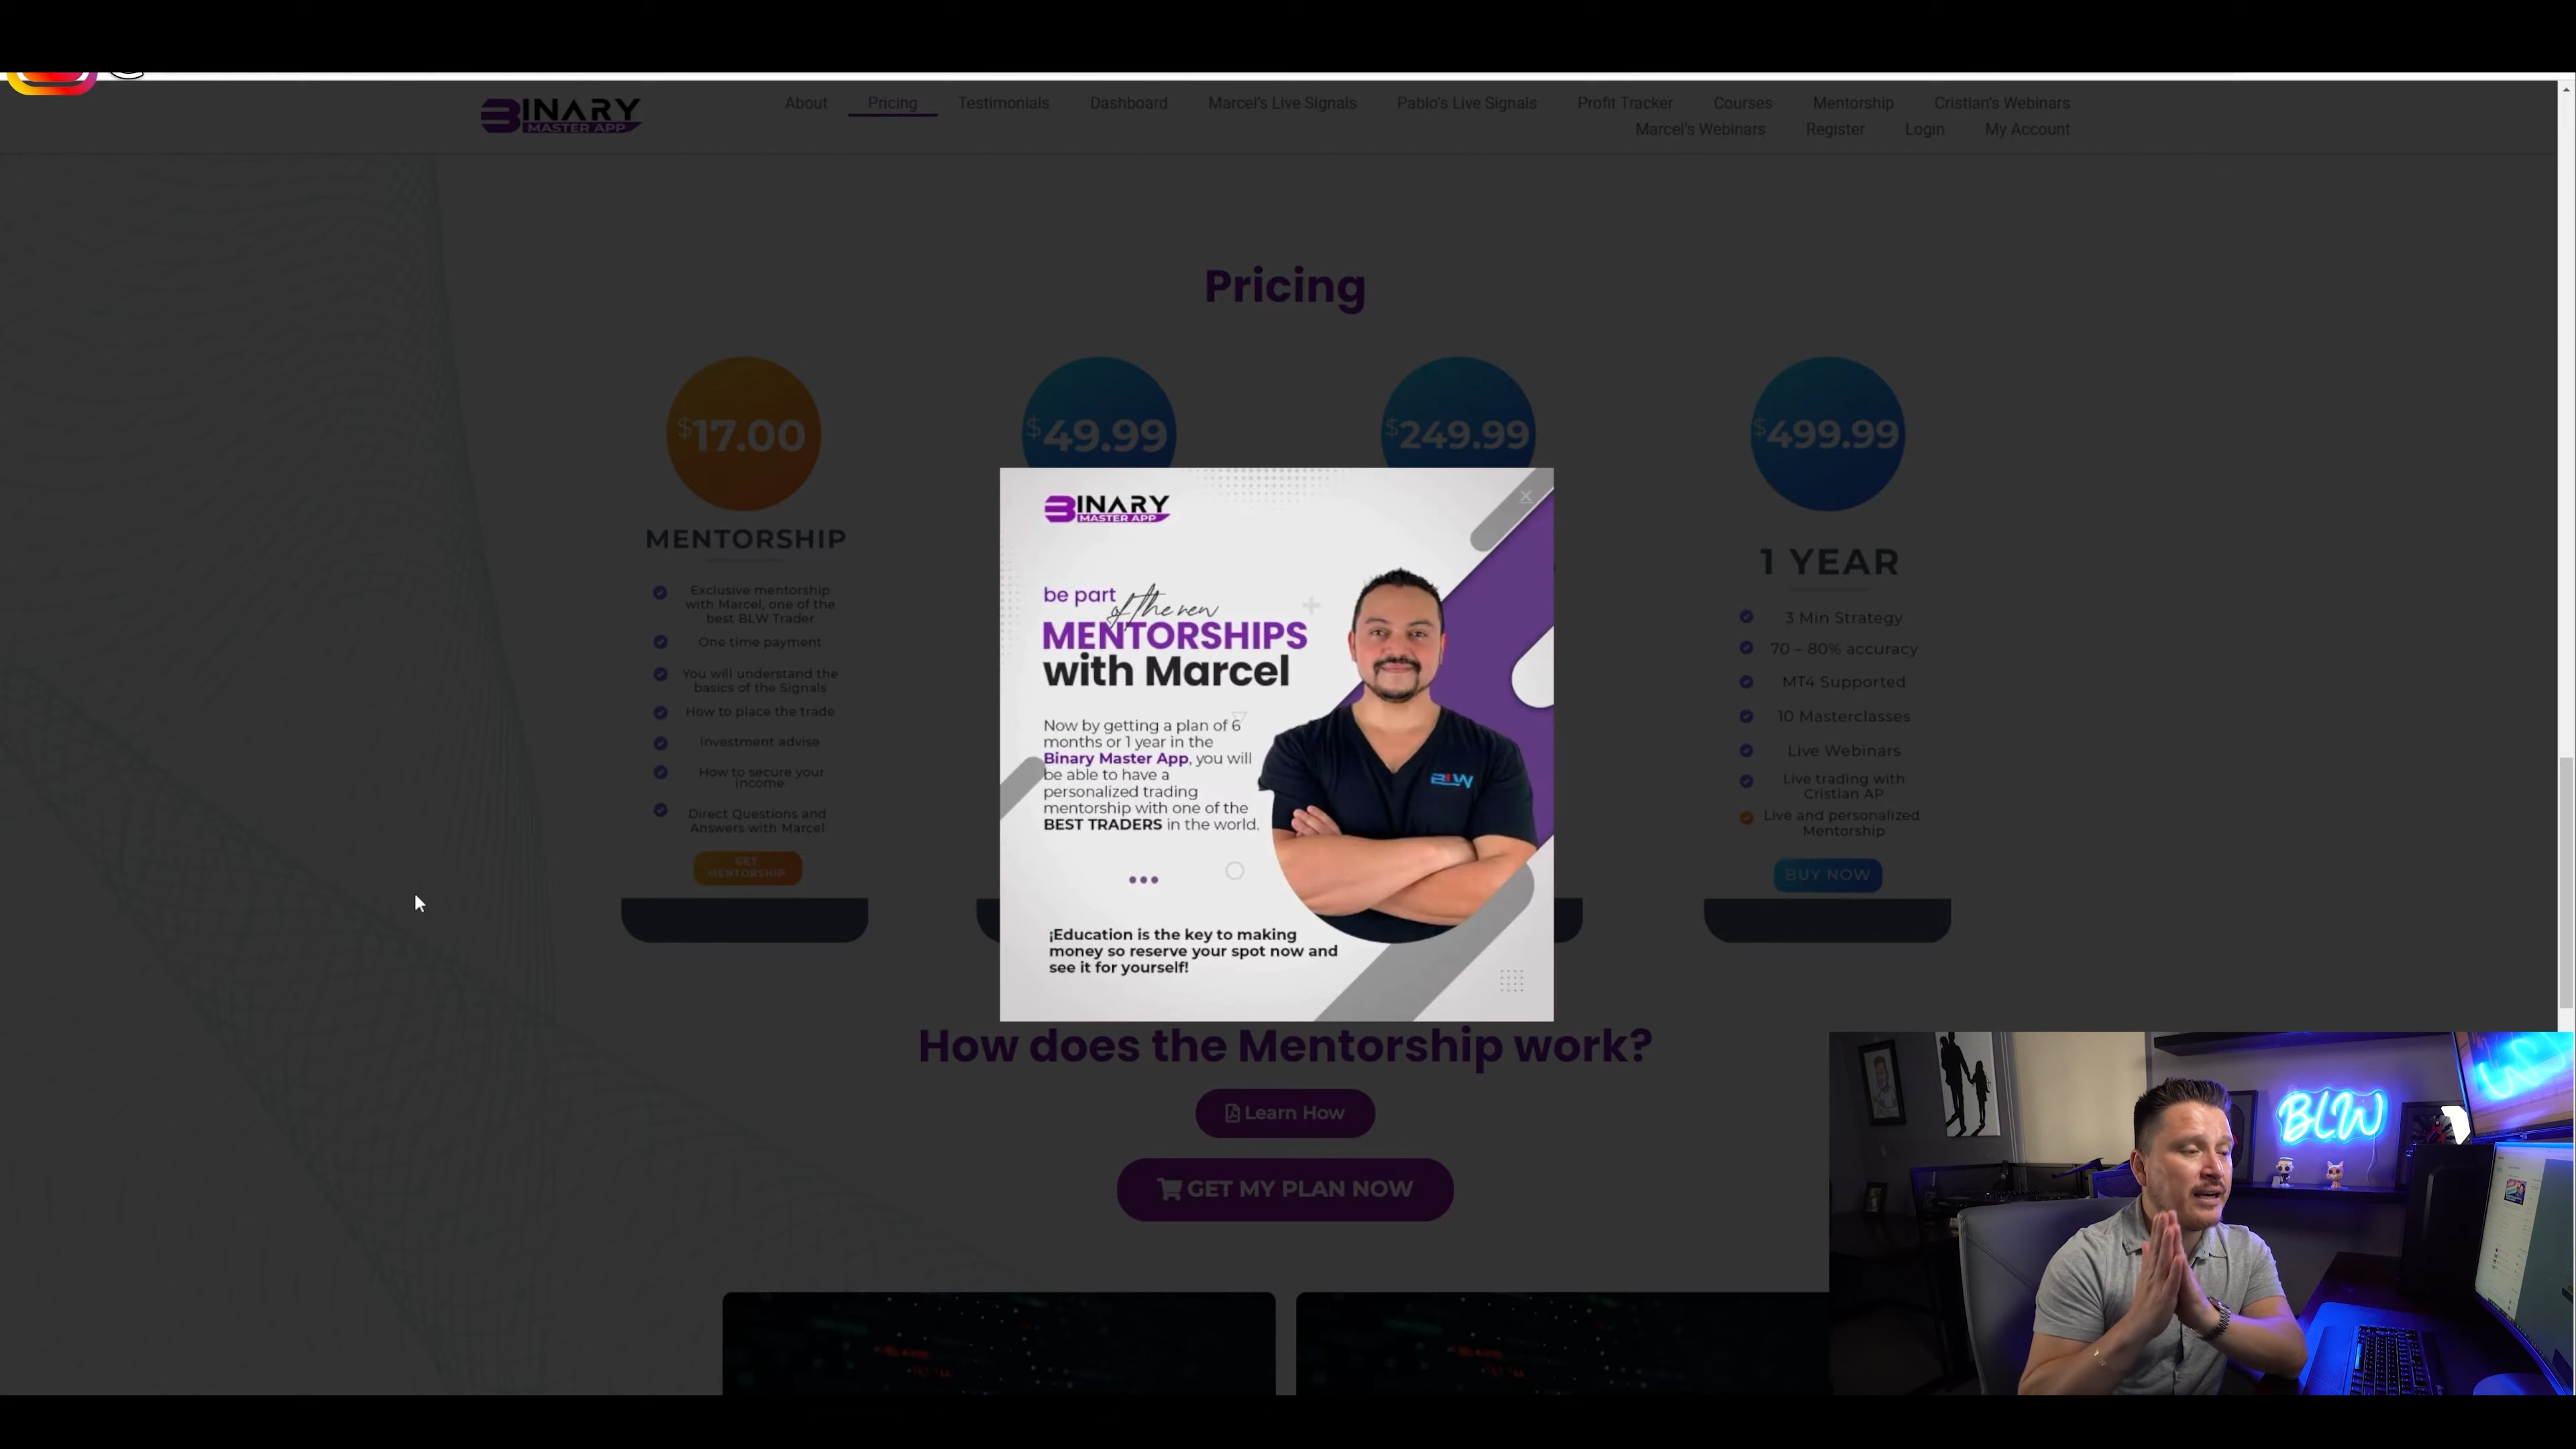 BINARY
MASTER APP
About Pricing Testimonials Dashboard Marcel's Live Signals Pablo's Live Signals Profit Tracker Courses Mentorship Cristian's Webinars
Marcel's Webinars Register Login My Account
Pricing
$17.00
$49.99
$249.99
$499.99
MENTORSHIP
Exclusive mentorship
with Marcel, one of the
best BLW Trader
One time payment
You will understand the
basics of the Signals
How to place the trade
Investment advise
How to secure your
income
Direct Questions and
Answers with Marcel
GET
MENTORSHIP
BINARY
MASTER APP
be part
of the new
MENTORSHIPS
with Marcel
Now by getting a plan of 6
months or 1 year in the
Binary Master App, you will
be able to have a
personalized trading
mentorship with one of the
BEST TRADERS in the world.
BLW
¡Education is the key to making
money so reserve your spot now and
see it for yourself!
1 YEAR
3 Min Strategy
70 – 80% accuracy
MT4 Supported
10 Masterclasses
Live Webinars
Live trading with
Cristian AP
Live and personalized
Mentorship
BUY NOW
How does the Mentorship work?
Learn How
GET MY PLAN NOW
BLW